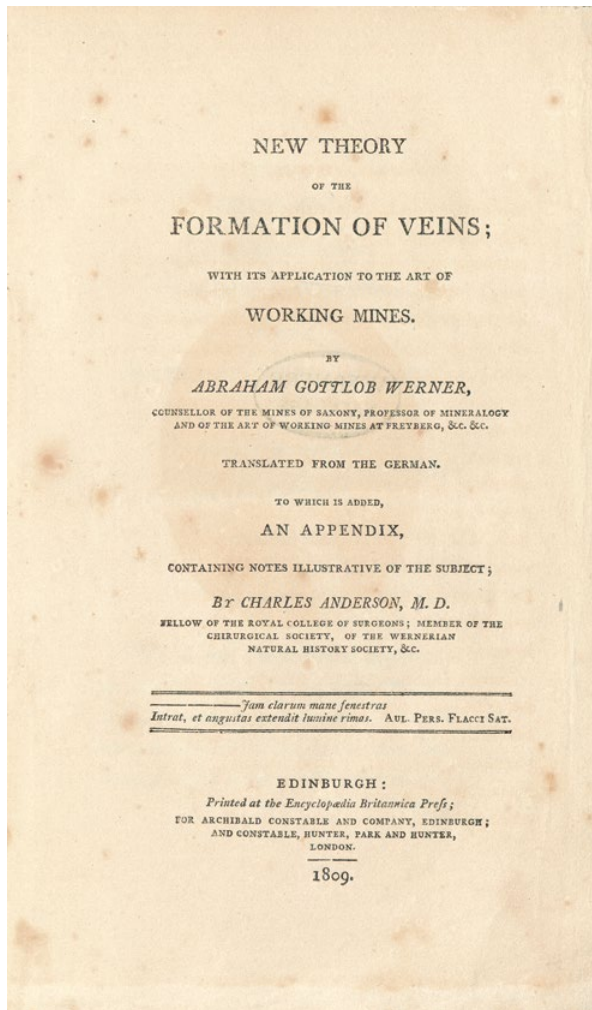 NEW THEORY
OF THE
FORMATION OF VEINS;
WITH ITS APPLICATION TO THE ART OF
WORKING MINES.
BY
ABRAHAM GOTTLOB WERNER,
COUNSELLOR OF THE MINES OF SAXONY, PROFESSOR OF MINERALOGY
AND OF THE ART OF WORKING MINES AT FREYBERG, &C. &C.
TRANSLATED FROM THE GERMAN.
TO WHICH IS ADDED,
AN APPENDIX,
CONTAINING NOTES ILLUSTRATIVE OF THE SUBJECT;
BY CHARLES ANDERSON, M. D.
FELLOW OF THE ROYAL COLLEGE OF SURGEONS; MEMBER OF THE
CHIRURGICAL SOCIETY, OF THE WERNERIAN
NATURAL HISTORY SOCIETY, &C.
————Jam clarum mane fenestras
Intrat, et angustas extendit lumine rimas. AUL. PERS. FLACCI SAT.
EDINBURGH:
Printed at the Encyclopædia Britannica Preſs;
FOR ARCHIBALD CONSTABLE AND COMPANY, EDINBURGH;
AND CONSTABLE, HUNTER, PARK AND HUNTER,
LONDON.
1809.